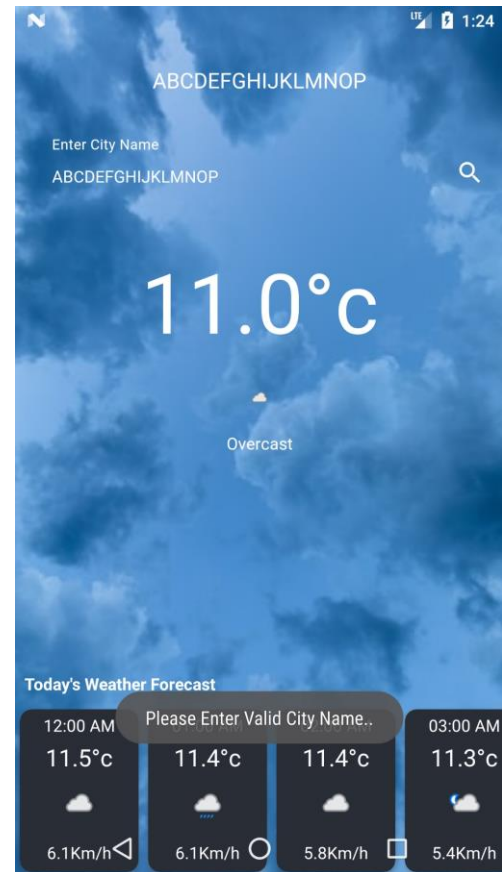 LTE 1:24
ABCDEFGHIJKLMNOP
Enter City Name
ABCDEFGHIJKLMNOP
11.0°c
Overcast
Today's Weather Forecast
Please Enter Valid City Name..
12:00 AM 03:00 AM
11.5°c 11.4°c 11.4°c 11.3°c
6.1Km/h 6.1Km/h 5.8Km/h 5.4Km/h